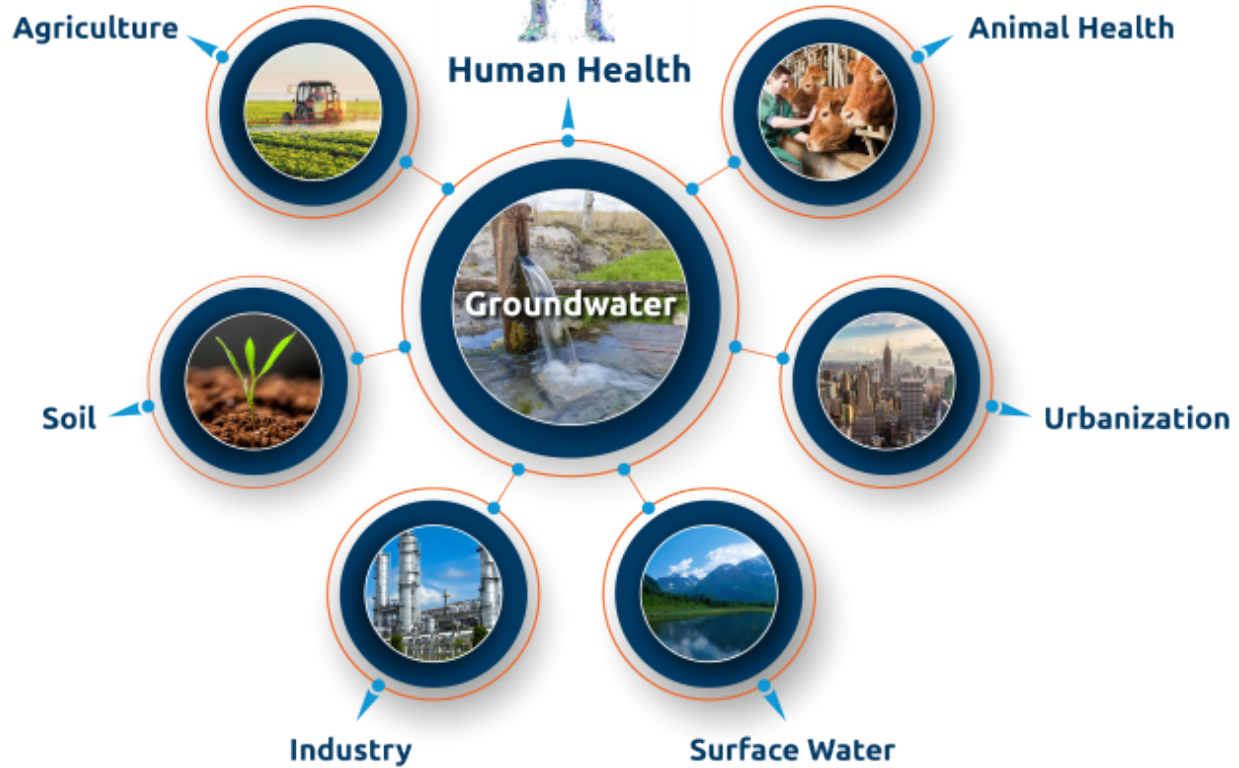 Agriculture
Human Health
Animal Health
Groundwater
Soil
Urbanization
Industry
Surface Water